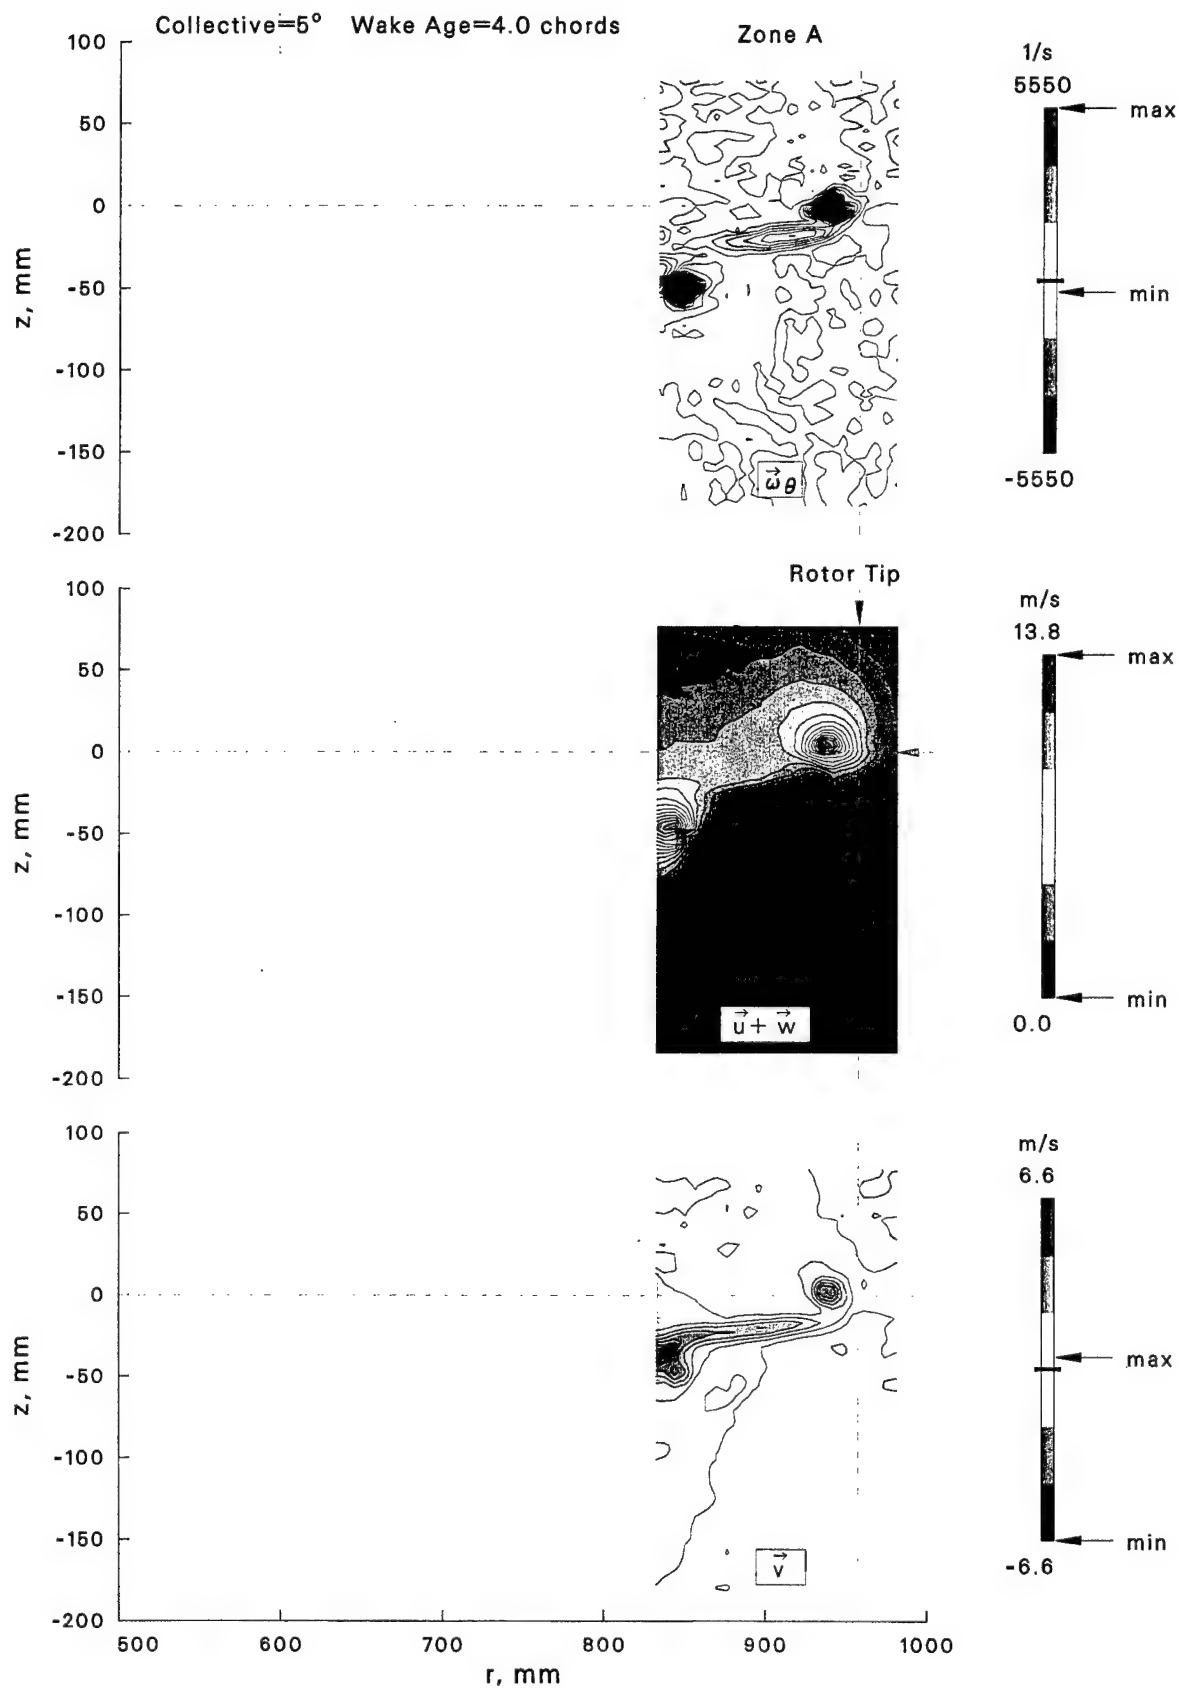 Collective=5° Wake Age=4.0 chords
Zone A
1/s
5550
max
min
-5550
100
50
0
-50
-100
-150
-200
z, mm
ω⃗θ
Rotor Tip
m/s
13.8
max
min
0.0
100
50
0
-50
-100
-150
-200
z, mm
u⃗ + w⃗
m/s
6.6
max
min
-6.6
100
50
0
-50
-100
-150
-200
z, mm
v⃗
500 600 700 800 900 1000
r, mm